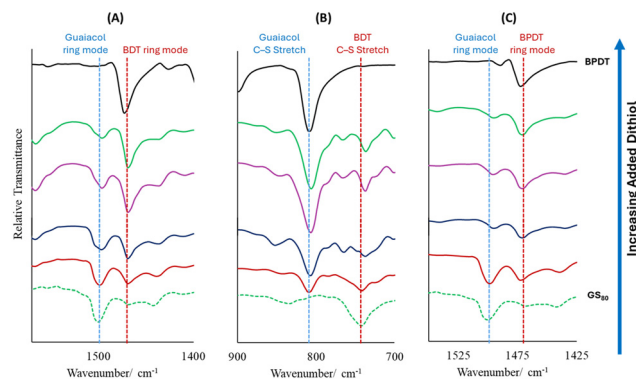 (A)
(B)
(C)
Guaiacol
ring mode
BDT ring mode
Guaiacol
C–S Stretch
BDT
C–S Stretch
Guaiacol
ring mode
BPDT
ring mode
BPDT
GS80
Relative Transmittance
Increasing Added Dithiol
1500
1400
900
800
700
1525
1475
1425
Wavenumber/ cm-1
Wavenumber/ cm-1
Wavenumber/ cm-1